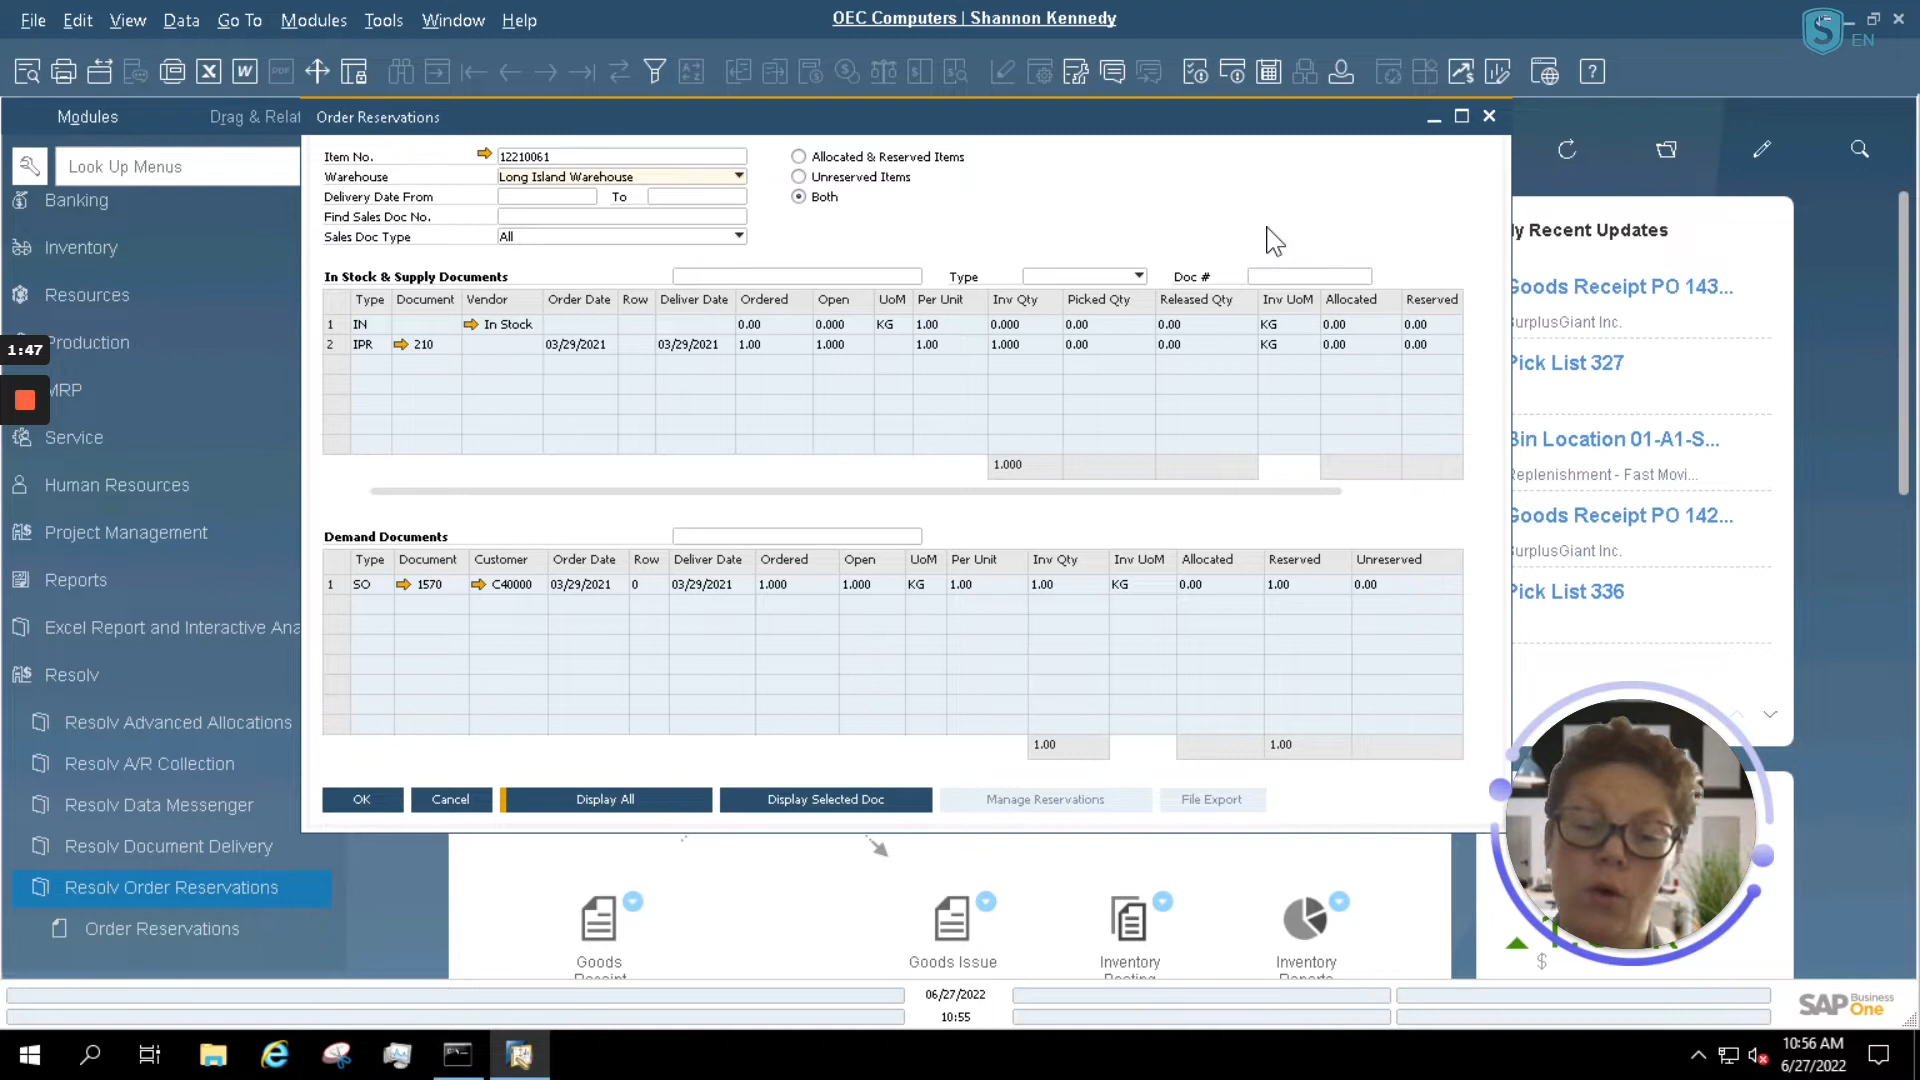 File Edit View Data Go To Modules Tools Window Help
OEC Computers | Shannon Kennedy
EN
Modules
Drag & Relat
Order Reservations
Look Up Menus
Banking
Inventory
Resources
Production
MRP
Service
Human Resources
Project Management
Reports
Excel Report and Interactive Ana
Resolv
Resolv Advanced Allocations
Resolv A/R Collection
Resolv Data Messenger
Resolv Document Delivery
Resolv Order Reservations
Order Reservations
1:47
Item No. 12210061
Warehouse Long Island Warehouse
Delivery Date From To
Find Sales Doc No.
Sales Doc Type All
Allocated & Reserved Items
Unreserved Items
Both
In Stock & Supply Documents Type Doc #
Type Document Vendor Order Date Row Deliver Date Ordered Open UoM Per Unit Inv Qty Picked Qty Released Qty Inv UoM Allocated Reserved
1 IN In Stock 0.00 0.000 KG 1.00 0.000 0.00 0.00 KG 0.00 0.00
2 IPR 210 03/29/2021 03/29/2021 1.00 1.000 1.00 1.000 0.00 0.00 KG 0.00 0.00
1.000
Demand Documents
Type Document Customer Order Date Row Deliver Date Ordered Open UoM Per Unit Inv Qty Inv UoM Allocated Reserved Unreserved
1 SO 1570 C40000 03/29/2021 0 03/29/2021 1.000 1.000 KG 1.00 1.00 KG 0.00 1.00 0.00
1.00 1.00
OK Cancel Display All Display Selected Doc Manage Reservations File Export
y Recent Updates
Goods Receipt PO 143...
SurplusGiant Inc.
Pick List 327
Bin Location 01-A1-S...
Replenishment - Fast Movi...
Goods Receipt PO 142...
SurplusGiant Inc.
Pick List 336
$
Goods
Receipt
Goods Issue
Inventory
Posting
Inventory
Reports
06/27/2022
10:55
SAP Business One
10:56 AM
6/27/2022